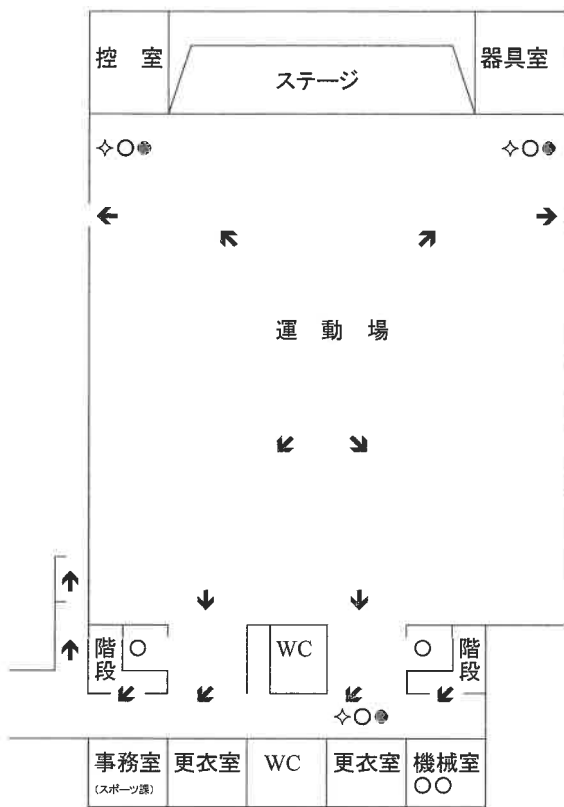 控 室
ステージ
器具室
運 動 場
階段
WC
階段
事務室
(スポーツ課)
更衣室
WC
更衣室
機械室